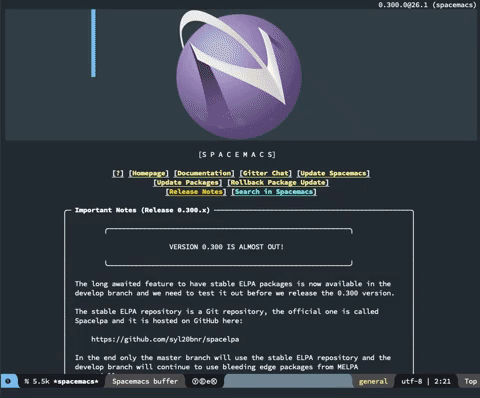 0.300.0@26.1 (spacemacs)
[S P A C E M A C S]
[?] [Homepage] [Documentation] [Gitter Chat] [Update Spacemacs]
[Update Packages] [Rollback Package Update]
[Release Notes] [Search in Spacemacs]
Important Notes (Release 0.300.x)
VERSION 0.300 IS ALMOST OUT!
The long awaited feature to have stable ELPA packages is now available in the
develop branch and we need to test it out before we release the 0.300 version.
The stable ELPA repository is a Git repository, the official one is called
Spacelpa and it is hosted on GitHub here:
https://github.com/syl20bnr/spacelpa
In the end only the master branch will use the stable ELPA repository and the
develop branch will continue to use bleeding edge packages from MELPA
❶ % 5.5k *spacemacs* Spacemacs buffer ⓨⓐⓔⓚ general utf-8 | 2:21 Top